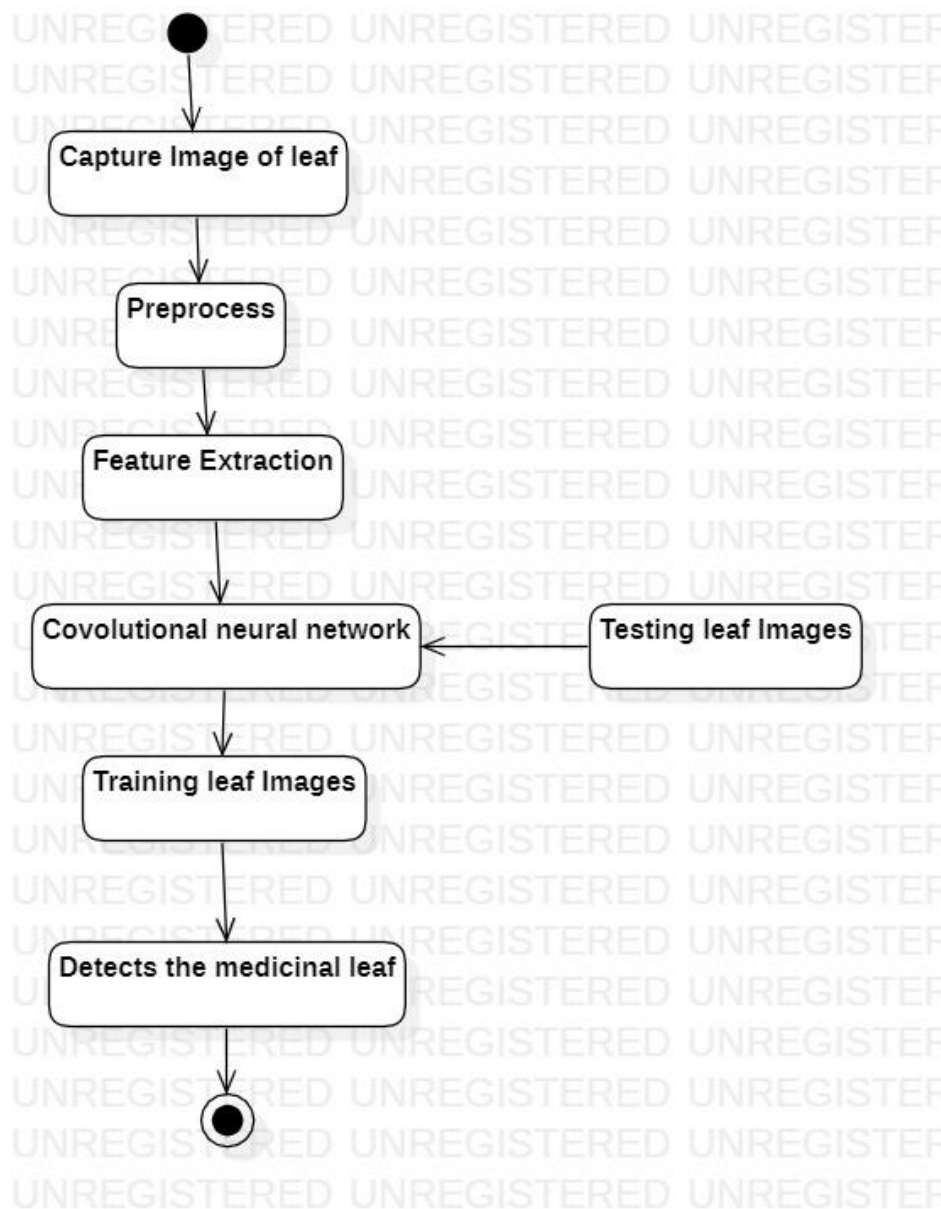 Capture Image of leaf
Preprocess
Feature Extraction
Covolutional neural network
Testing leaf Images
Training leaf Images
Detects the medicinal leaf
UNREGISTERED